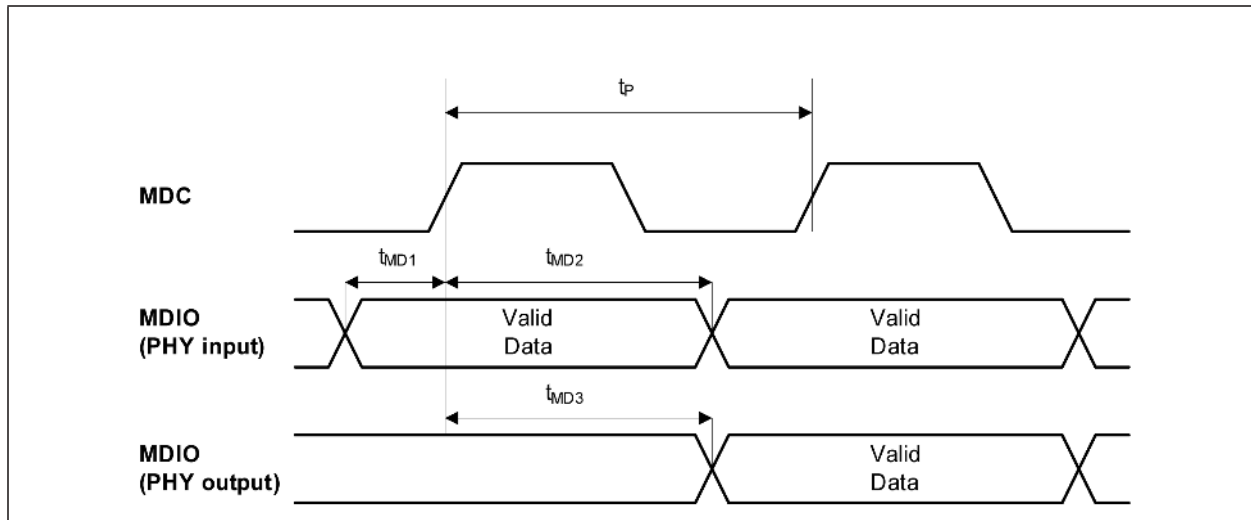 tP
MDC
tMD1
tMD2
MDIO
(PHY input)
Valid
Data
Valid
Data
tMD3
MDIO
(PHY output)
Valid
Data